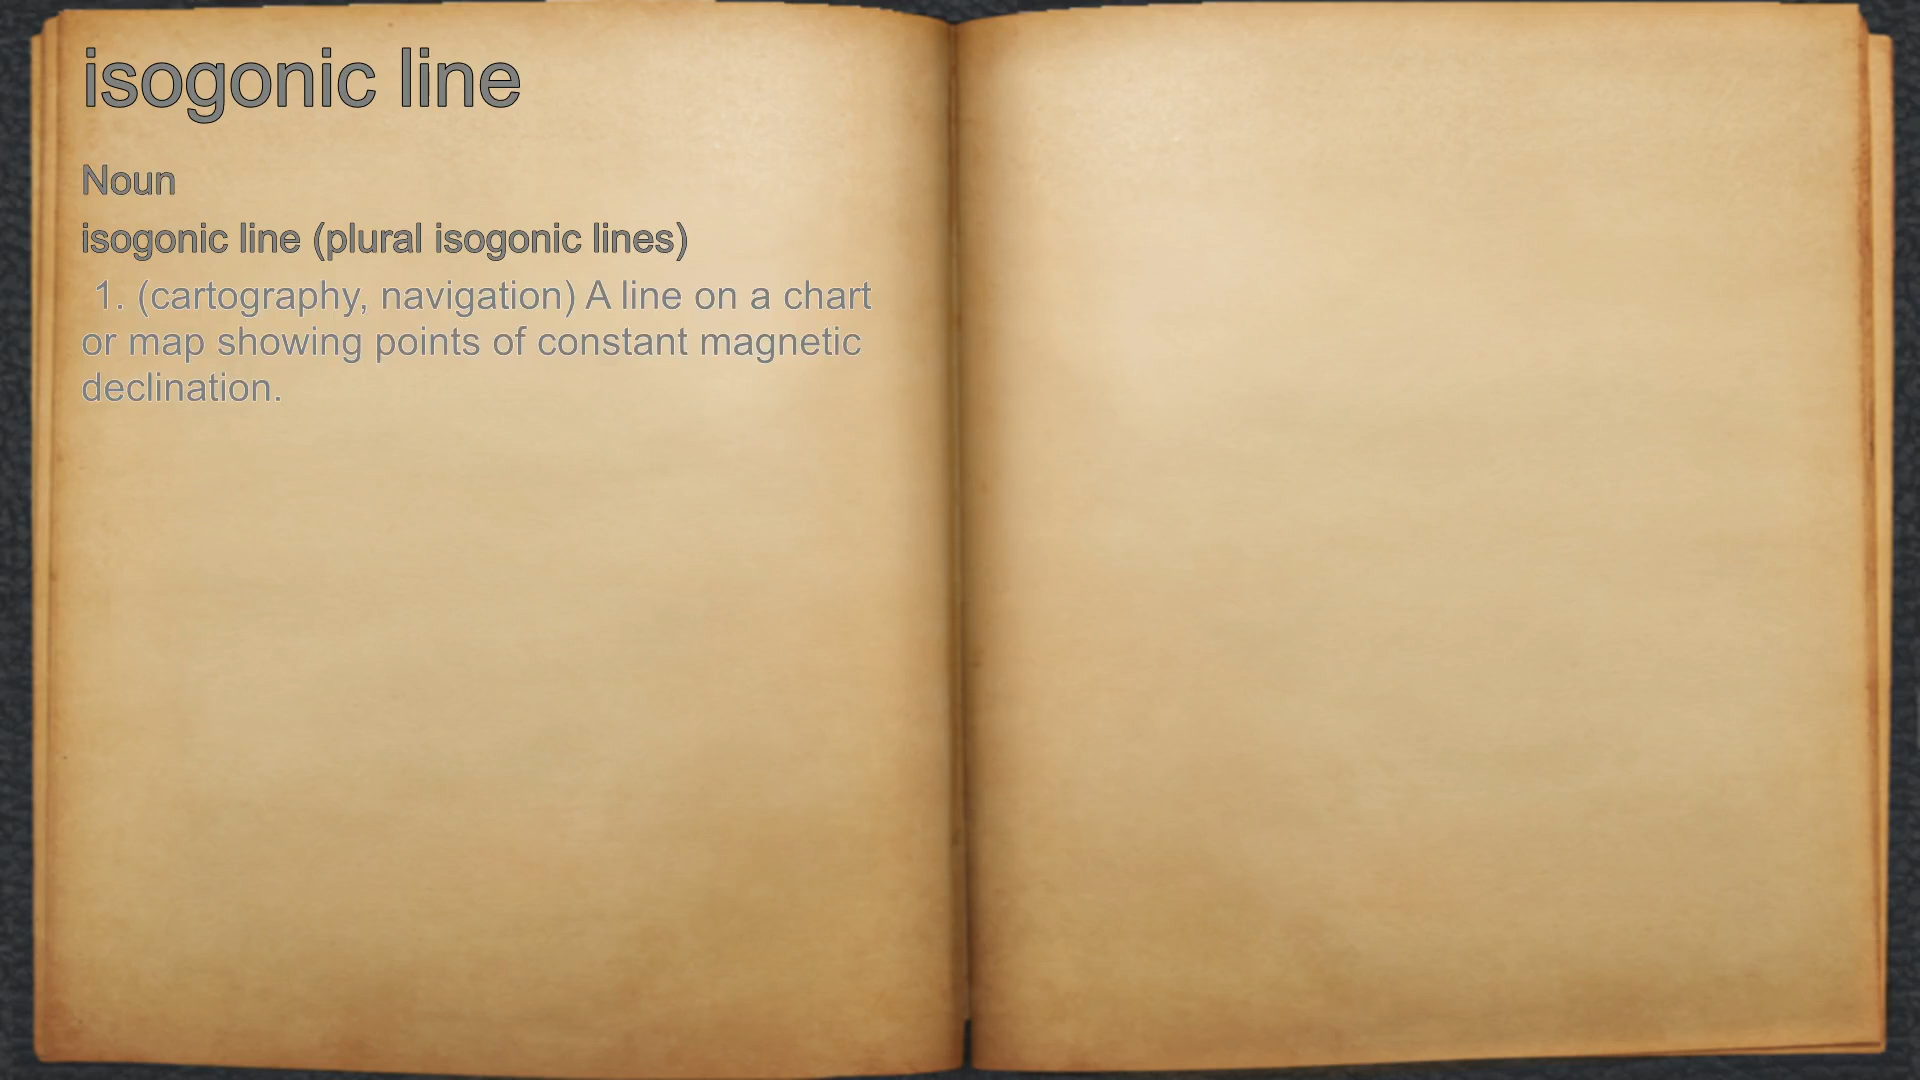 isogonic line
Noun
isogonic line (plural isogonic lines)
1. (cartography, navigation) A line on a chart
or map showing points of constant magnetic
declination.